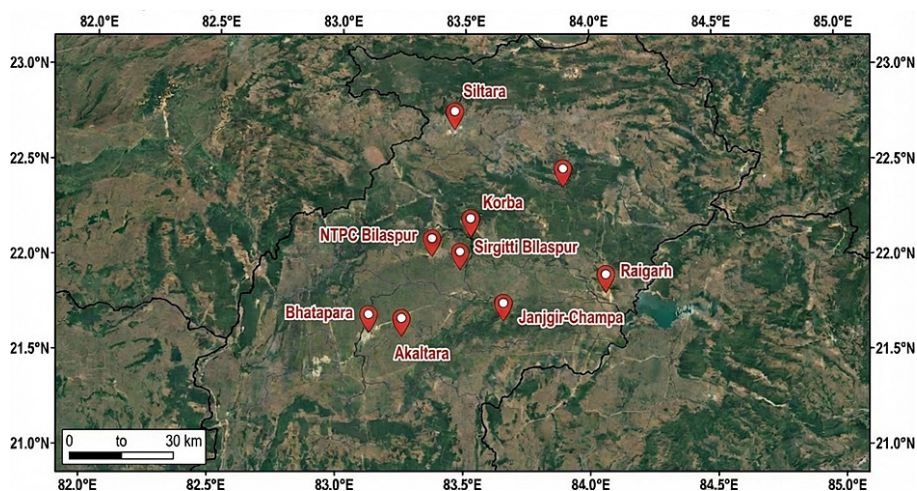 82.0°E 82.5°E 83.0°E 83.5°E 84.0°E 84.5°E 85.0°E
23.0°N 23.0°N
Siltara
22.5°N 22.5°N
Korba
NTPC Bilaspur
Sirgitti BIlaspur
22.0°N 22.0°N
Raigarh
Bhatapara
Janjgir-Champa
21.5°N 21.5°N
Akaltara
21.0°N 21.0°N
0 to 30 km
82.0°E 82.5°E 83.0°E 83.5°E 84.0°E 84.5°E 85.0°E